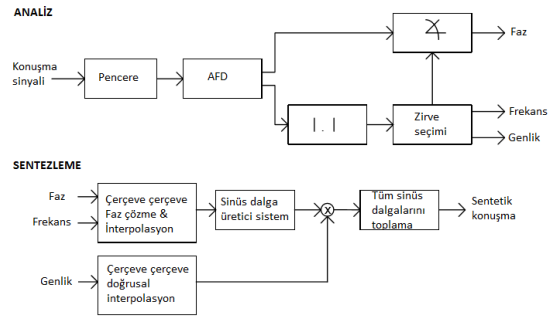 ANALİZ
Konuşma
sinyali
Pencere
AFD
| . |
Zirve
seçimi
Faz
Frekans
Genlik
SENTEZLEME
Faz
Frekans
Çerçeve çerçeve
Faz çözme &
İnterpolasyon
Sinüs dalga
üretici sistem
x
Tüm sinüs
dalgalarını
toplama
Sentetik
konuşma
Genlik
Çerçeve çerçeve
doğrusal
interpolasyon